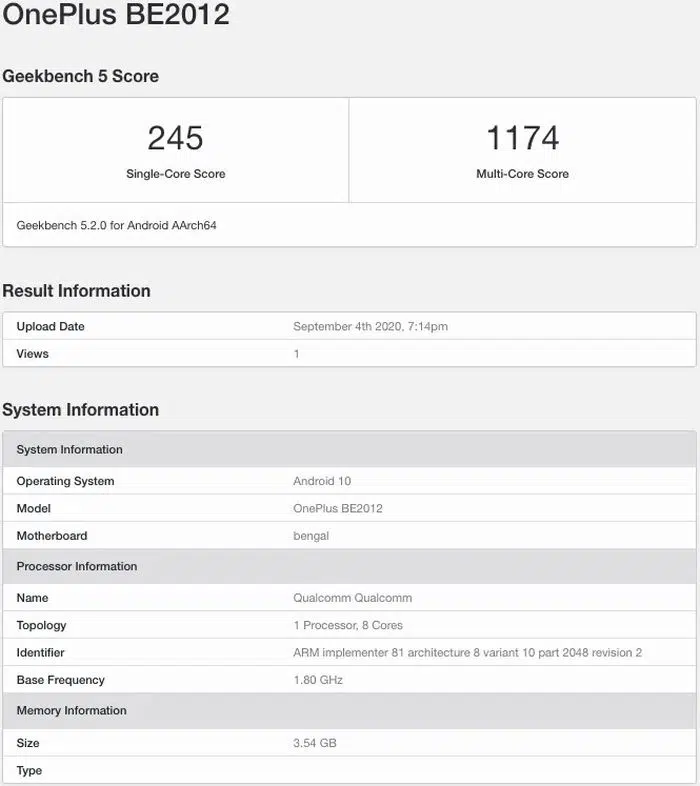 OnePlus BE2012
Geekbench 5 Score
245 1174
Single-Core Score Multi-Core Score
Geekbench 5.2.0 for Android AArch64
Result Information
Upload Date September 4th 2020, 7:14pm
Views 1
System Information
System Information
Operating System Android 10
Model OnePlus BE2012
Motherboard bengal
Processor Information
Name Qualcomm Qualcomm
Topology 1 Processor, 8 Cores
Identifier ARM implementer 81 architecture 8 variant 10 part 2048 revision 2
Base Frequency 1.80 GHz
Memory Information
Size 3.54 GB
Type